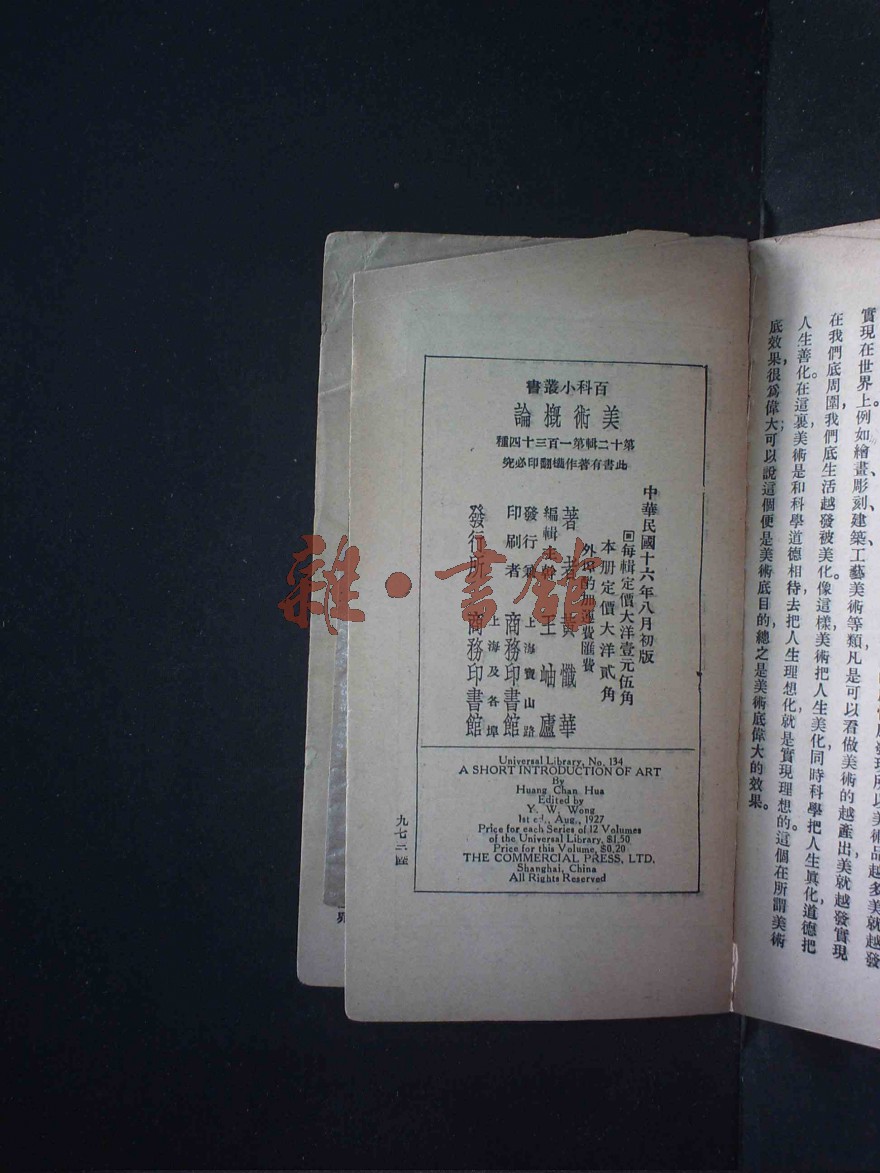 實現在世界上。例如繪畫、彫刻、建築、工藝美術等類凡是可以看做美術的越產出美就越發實現
在我們底周圍，我們底生活越發被美化。像這樣美術把人生美化，同時科學把人生眞化，道德把
人生善化。在這裏美術是和科學道德相待去把人生理想化就是實現理想的。這個在所謂美術
底效果，很爲偉大；可以說這個便是美術底目的。總之是美術底偉大的效果。
百科小叢書
美術槪論
第十二輯第一百三十四種
此書有著作權翻印必究
中華民國十六年八月初版
回每輯定價大洋壹元伍角
本册定價大洋貳角
外埠酌加運費匯費
著者 黃懺華
編輯主幹 王岫廬
發行兼印刷者 上海寶山路 商務印書館
發行所 上海及各埠 商務印書館
Universal Library, No. 134
A SHORT INTRODUCTION OF ART
By
Huang Chan Hua
Edited by
Y. W. Wong
1st ed., Aug., 1927
Price for each Series of 12 Volumes
of the Universal Library, $1.50
Price for this Volume, $0.20
THE COMMERCIAL PRESS, LTD.
Shanghai, China
All Rights Reserved
雜·書館